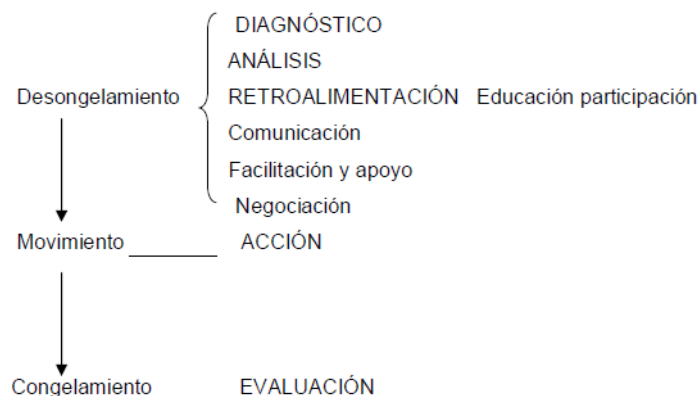 DIAGNÓSTICO
ANÁLISIS
Desongelamiento RETROALIMENTACIÓN Educación participación
Comunicación
Facilitación y apoyo
Negociación
Movimiento ACCIÓN
Congelamiento EVALUACIÓN